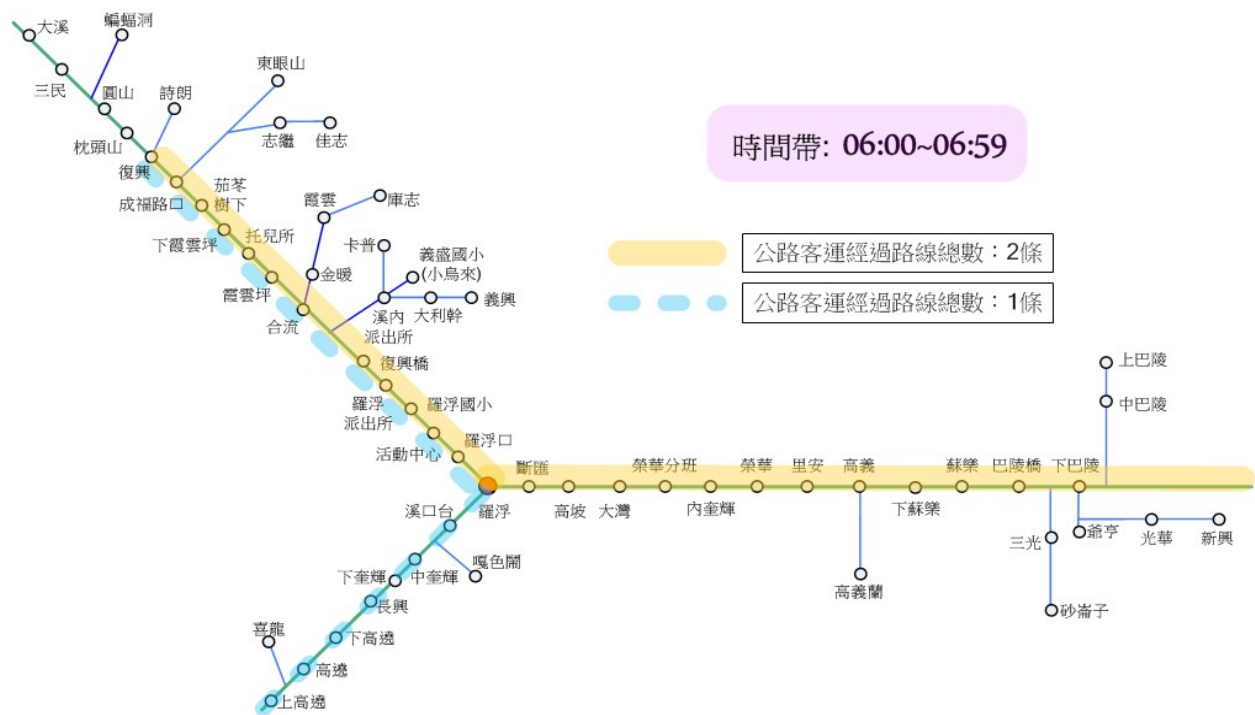 大溪
蝙蝠洞
三民
圓山
詩朗
東眼山
枕頭山
志繼
佳志
復興
成福路口
茄苳
樹下
下霞雲坪
托兒所
霞雲坪
霞雲
庫志
金暖
合流
卡普
義盛國小
(小烏來)
溪內
派出所
大利幹
義興
復興橋
羅浮
派出所
羅浮國小
活動中心
羅浮口
時間帶: 06:00~06:59
公路客運經過路線總數：2條
公路客運經過路線總數：1條
上巴陵
中巴陵
斷匯
榮華分班
榮華
里安
高義
蘇樂
巴陵橋
下巴陵
羅浮
高坡
大灣
內奎輝
下蘇樂
溪口台
三光
爺亨
光華
新興
下奎輝
中奎輝
嘎色鬧
高義蘭
砂崙子
長興
喜龍
下高遶
高遶
上高遶